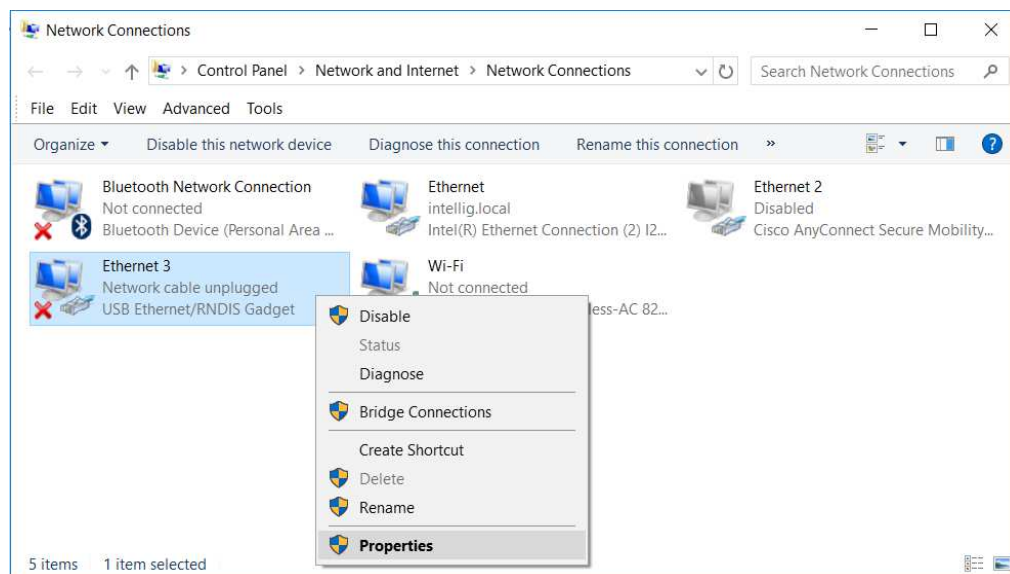 Network Connections
Control Panel > Network and Internet > Network Connections
Search Network Connections
File Edit View Advanced Tools
Organize Disable this network device Diagnose this connection Rename this connection »
Bluetooth Network Connection
Not connected
Bluetooth Device (Personal Area ...
Ethernet
intellig.local
Intel(R) Ethernet Connection (2) I2...
Ethernet 2
Disabled
Cisco AnyConnect Secure Mobility...
Ethernet 3
Network cable unplugged
USB Ethernet/RNDIS Gadget
Wi-Fi
Not connected
less-AC 82...
Disable
Status
Diagnose
Bridge Connections
Create Shortcut
Delete
Rename
Properties
5 items 1 item selected